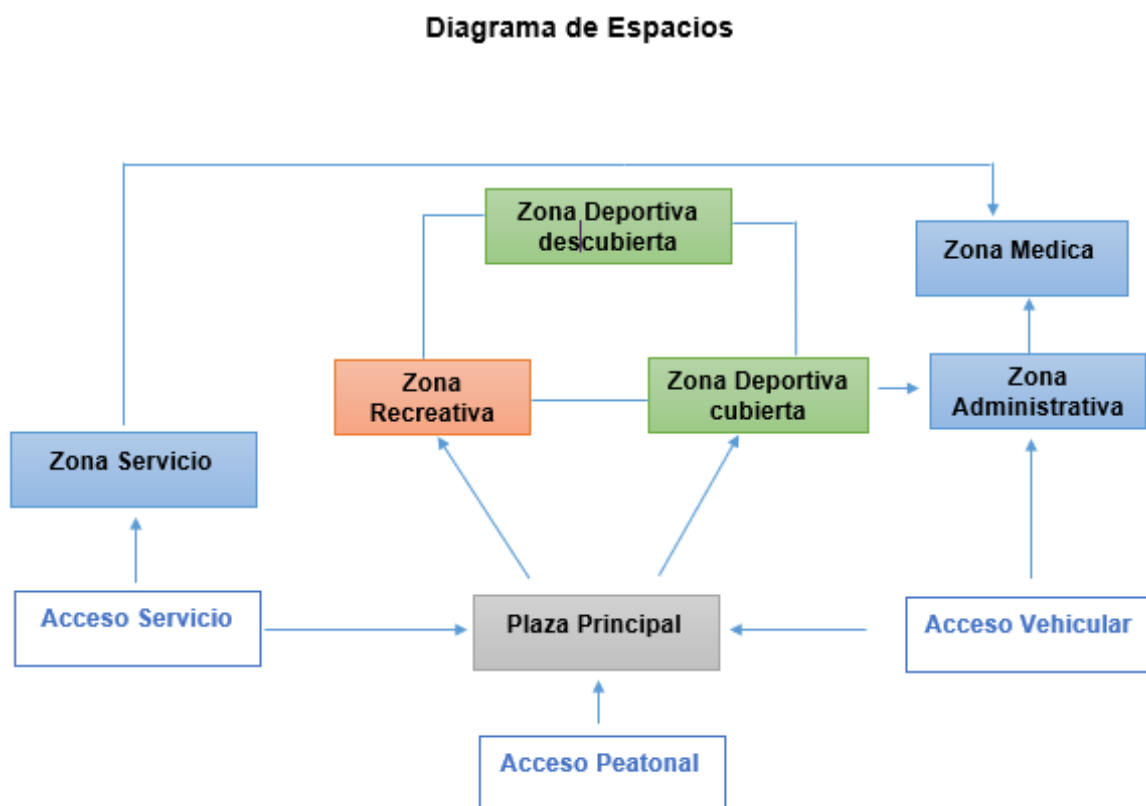 Diagrama de Espacios
Zona Deportiva
descubierta
Zona Medica
Zona
Recreativa
Zona Deportiva
cubierta
Zona
Administrativa
Zona Servicio
Acceso Servicio
Plaza Principal
Acceso Vehicular
Acceso Peatonal